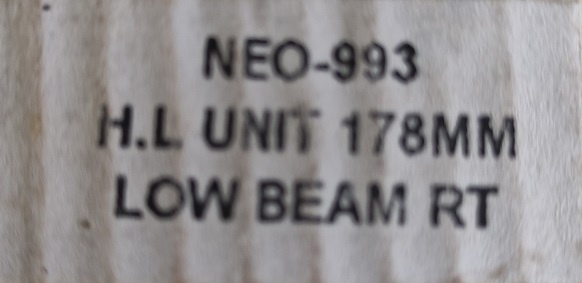 NEO-993
H.L UNIT 178MM
LOW BEAM RT